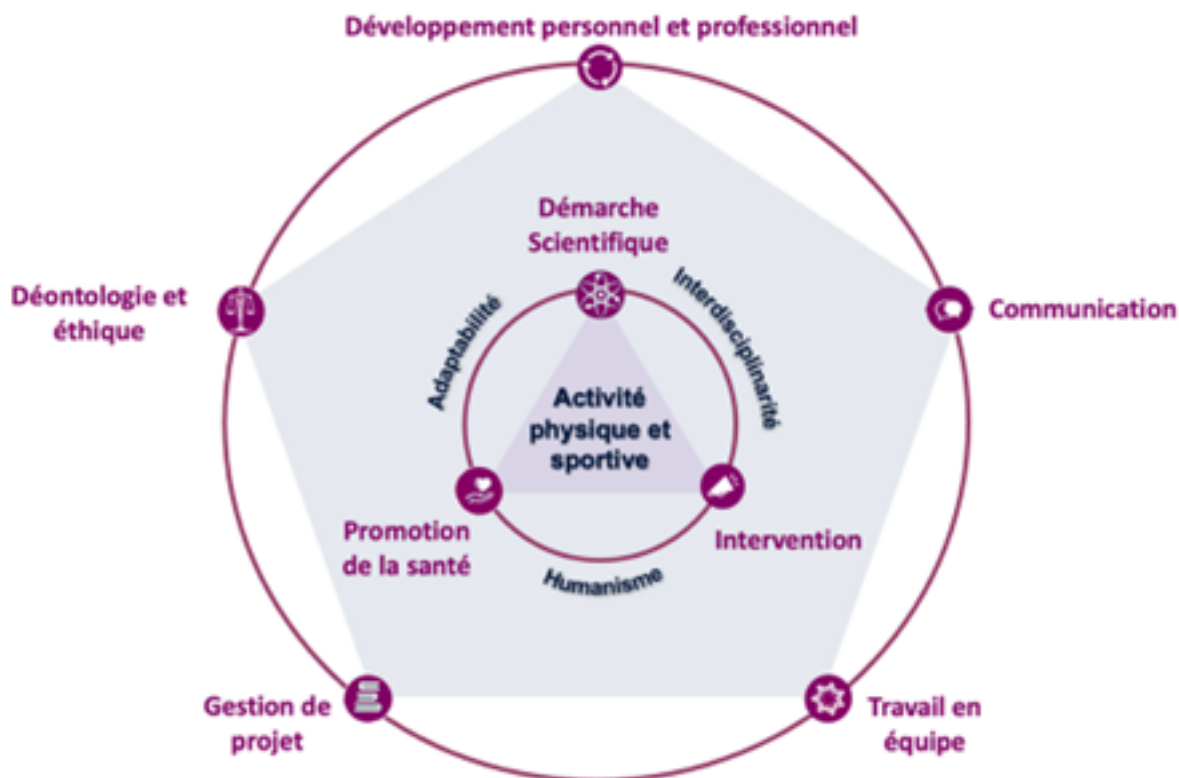 Développement personnel et professionnel
Démarche
Scientifique
Déontologie et
éthique
Adaptabilité
Interdisciplinarité
Communication
Activité
physique et
sportive
Promotion
de la santé
Intervention
Humanisme
Gestion de
projet
Travail en
équipe